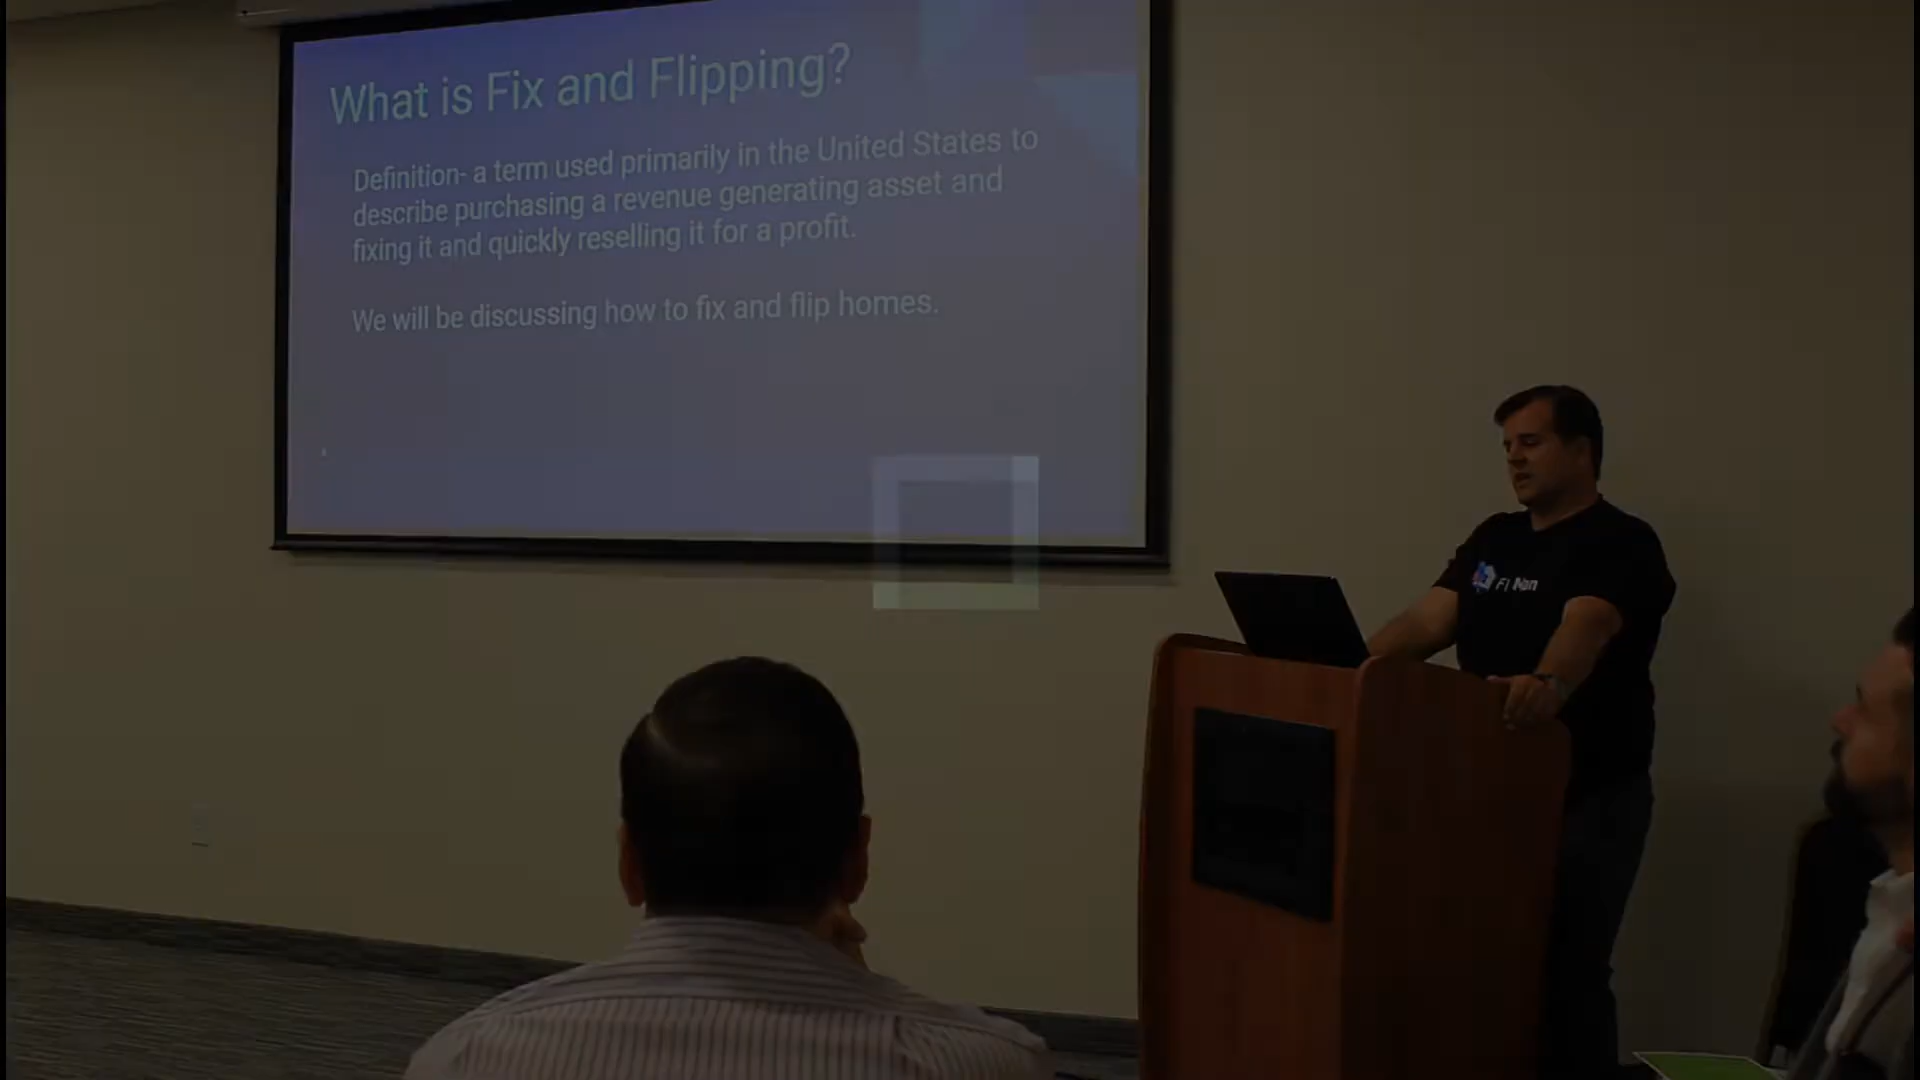 What is Fix and Flipping?
Definition- a term used primarily in the United States to
describe purchasing a revenue generating asset and
fixing it and quickly reselling it for a profit.
We will be discussing how to fix and flip homes.